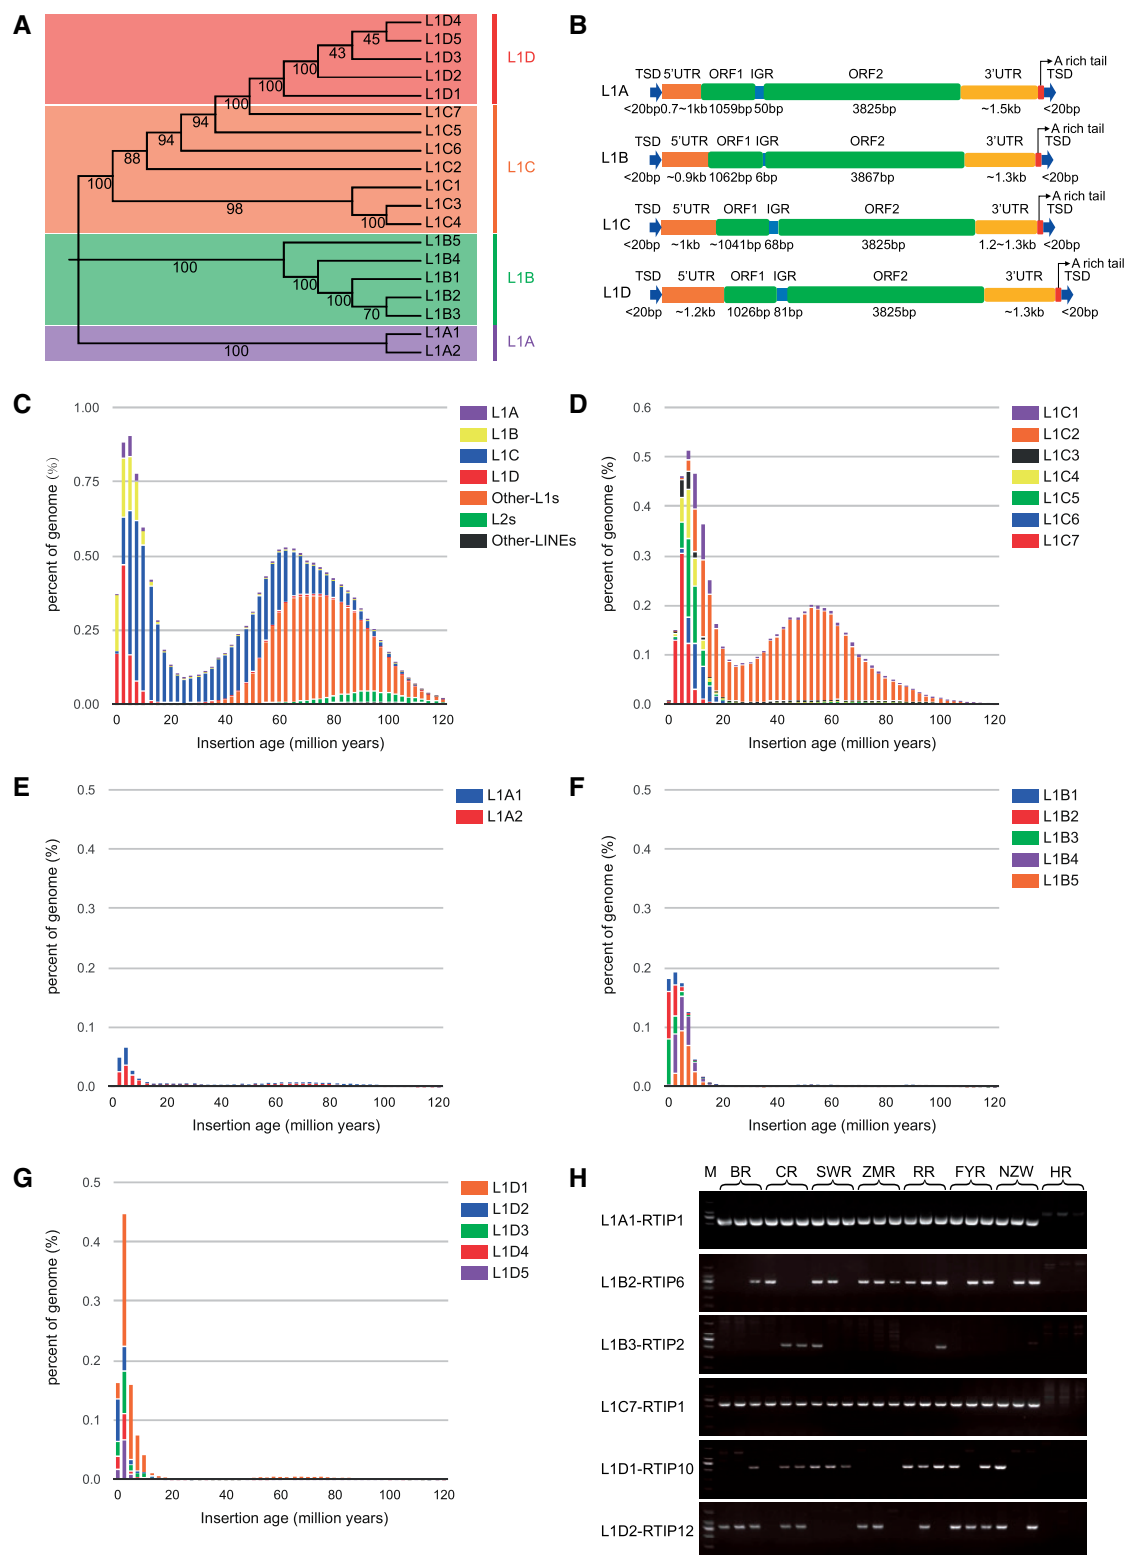 A
L1D4
L1D5
L1D3
L1D2
L1D1
L1C7
L1C5
L1C6
L1C2
L1C1
L1C3
L1C4
L1B5
L1B4
L1B1
L1B2
L1B3
L1A1
L1A2
45
43
100
100
94
94
88
100
98
100
100
100
100
70
100
L1D
L1C
L1B
L1A
B
A rich tail
TSD 5'UTR ORF1 IGR ORF2 3'UTR TSD
L1A
<20bp 0.7~1kb 1059bp 50bp 3825bp ~1.5kb <20bp
A rich tail
TSD 5'UTR ORF1 IGR ORF2 3'UTR TSD
L1B
<20bp ~0.9kb 1062bp 6bp 3867bp ~1.3kb <20bp
A rich tail
TSD 5'UTR ORF1 IGR ORF2 3'UTR TSD
L1C
<20bp ~1kb ~1041bp 68bp 3825bp 1.2~1.3kb <20bp
A rich tail
TSD 5'UTR ORF1 IGR ORF2 3'UTR TSD
L1D
<20bp ~1.2kb 1026bp 81bp 3825bp ~1.3kb <20bp
C
percent of genome (%)
1.00
0.75
0.50
0.25
0.00
0 20 40 60 80 100 120
Insertion age (million years)
L1A
L1B
L1C
L1D
Other-L1s
L2s
Other-LINEs
D
percent of genome (%)
0.6
0.5
0.4
0.3
0.2
0.1
0.0
0 20 40 60 80 100 120
Insertion age (million years)
L1C1
L1C2
L1C3
L1C4
L1C5
L1C6
L1C7
E
percent of genome (%)
0.5
0.4
0.3
0.2
0.1
0.0
0 20 40 60 80 100 120
Insertion age (million years)
L1A1
L1A2
F
percent of genome (%)
0.5
0.4
0.3
0.2
0.1
0.0
0 20 40 60 80 100 120
Insertion age (million years)
L1B1
L1B2
L1B3
L1B4
L1B5
G
percent of genome (%)
0.5
0.4
0.3
0.2
0.1
0.0
0 20 40 60 80 100 120
Insertion age (million years)
L1D1
L1D2
L1D3
L1D4
L1D5
H
M BR CR SWR ZMR RR FYR NZW HR
L1A1-RTIP1
L1B2-RTIP6
L1B3-RTIP2
L1C7-RTIP1
L1D1-RTIP10
L1D2-RTIP12